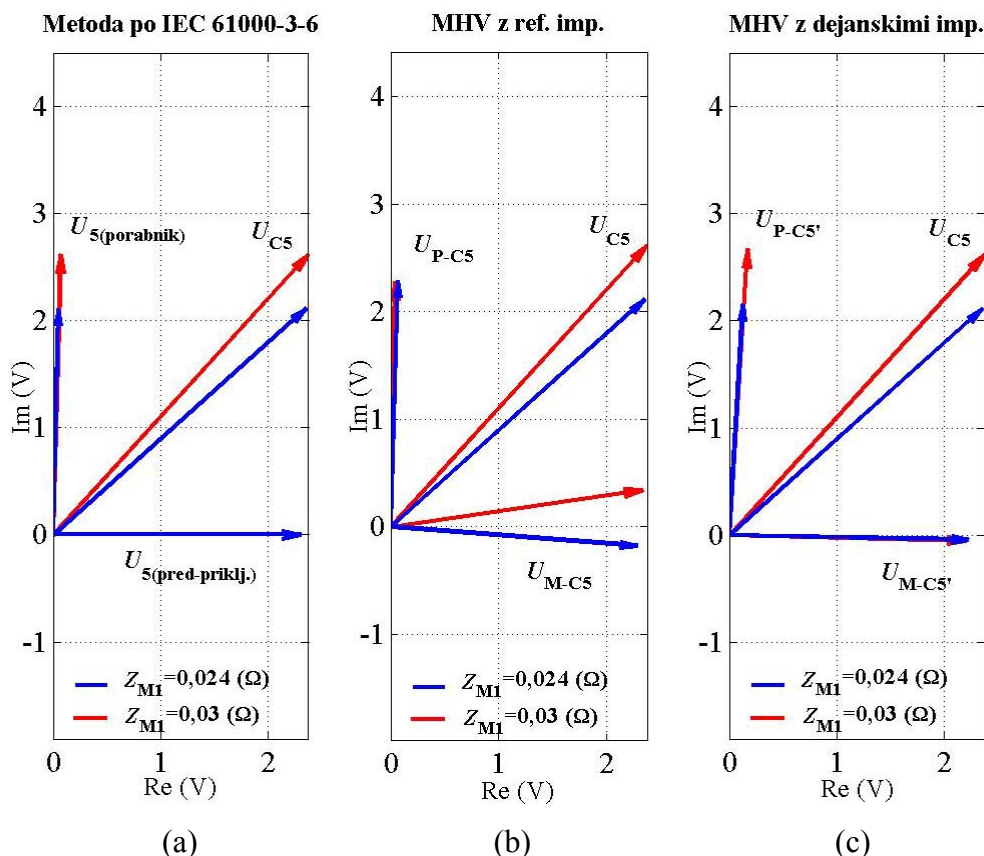 Metoda po IEC 61000-3-6
4
3
2
1
0
-1
Im (V)
U5(porabnik)
UC5
U5(pred-priklj.)
ZM1=0,024 (Ω)
ZM1=0,03 (Ω)
0 1 2
Re (V)
(a)
MHV z ref. imp.
4
3
2
1
0
-1
Im (V)
UP-C5
UC5
UM-C5
ZM1=0,024 (Ω)
ZM1=0,03 (Ω)
0 1 2
Re (V)
(b)
MHV z dejanskimi imp.
4
3
2
1
0
-1
Im (V)
UP-C5'
UC5
UM-C5'
ZM1=0,024 (Ω)
ZM1=0,03 (Ω)
0 1 2
Re (V)
(c)